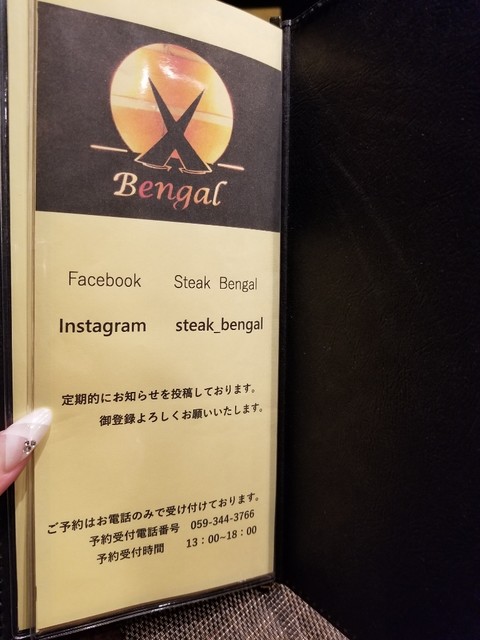 Bengal
Facebook Steak Bengal
Instagram steak_bengal
定期的にお知らせを投稿しております。
御登録よろしくお願いいたします。
ご予約はお電話のみで受け付けております。
予約受付電話番号 059-344-3766
予約受付時間 13：00~18：00